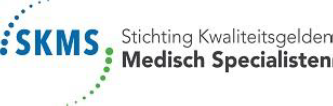 SKMS
Stichting Kwaliteitsgelden
Medisch Specialisten